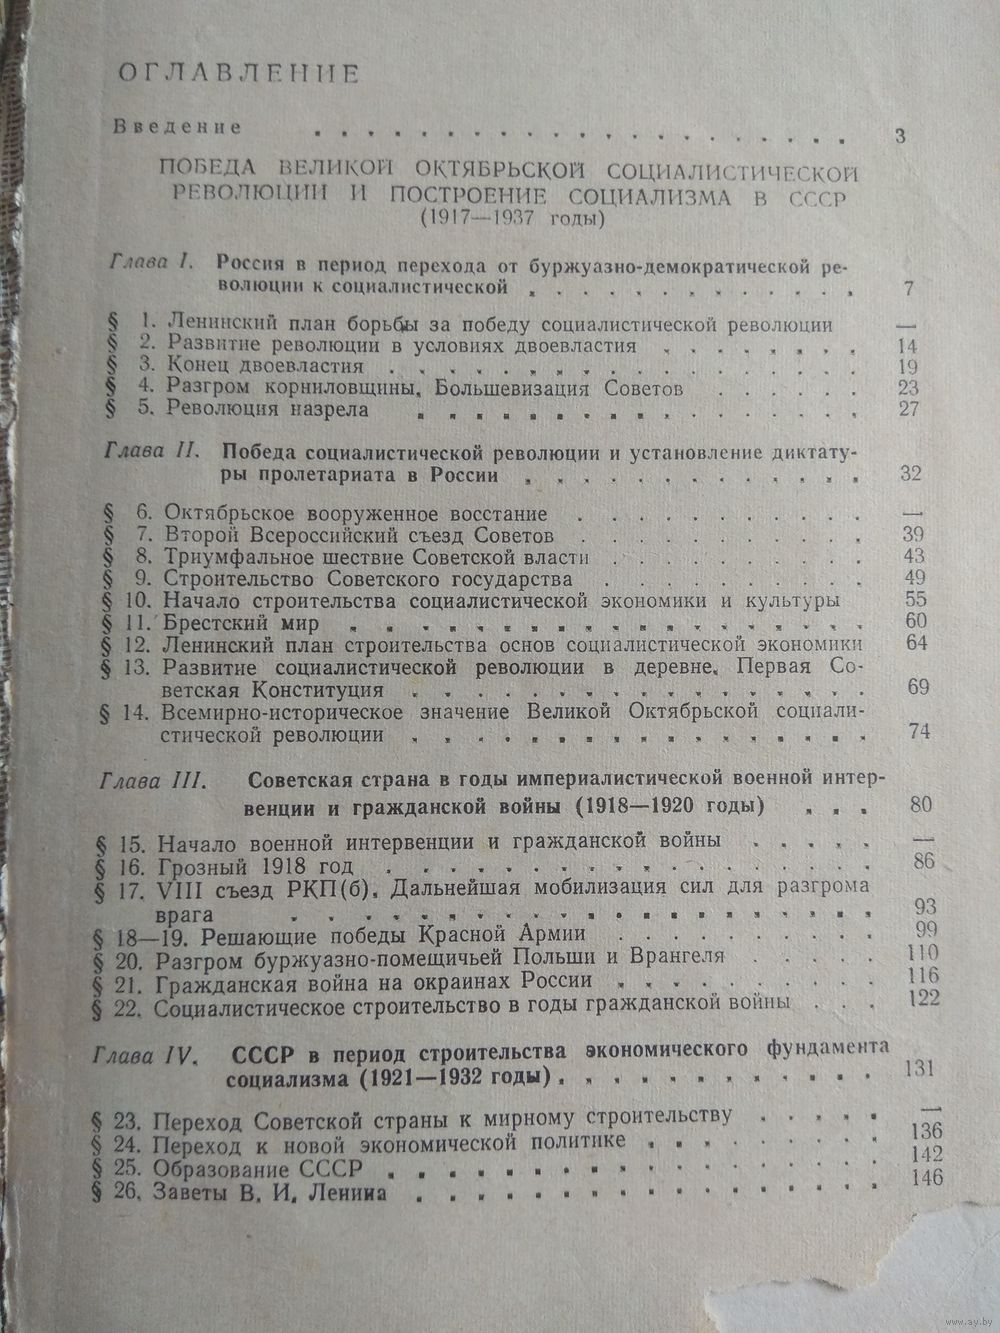 ОГЛАВЛЕНИЕ
Введение . . . . . . . . . . . . . . . . . . . . . 3
ПОБЕДА ВЕЛИКОЙ ОКТЯБРЬСКОЙ СОЦИАЛИСТИЧЕСКОЙ
РЕВОЛЮЦИИ И ПОСТРОЕНИЕ СОЦИАЛИЗМА В СССР
(1917—1937 годы)
Глава I. Россия в период перехода от буржуазно-демократической ре-
волюции к социалистической . . . . . . . . . . . . . 7
§ 1. Ленинский план борьбы за победу социалистической революции —
§ 2. Развитие революции в условиях двоевластия . . . . . . . . 14
§ 3. Конец двоевластия . . . . . . . . . . . . . . . . . . 19
§ 4. Разгром корниловщины. Большевизация Советов . . . . . . 23
§ 5. Революция назрела . . . . . . . . . . . . . . . . . 27
Глава II. Победа социалистической революции и установление диктату-
ры пролетариата в России . . . . . . . . . . . . . 32
§ 6. Октябрьское вооруженное восстание . . . . . . . . . . . —
§ 7. Второй Всероссийский съезд Советов . . . . . . . . . . . 39
§ 8. Триумфальное шествие Советской власти . . . . . . . . . . 43
§ 9. Строительство Советского государства . . . . . . . . . . 49
§ 10. Начало строительства социалистической экономики и культуры 55
§ 11. Брестский мир . . . . . . . . . . . . . . . . . . . . 60
§ 12. Ленинский план строительства основ социалистической экономики 64
§ 13. Развитие социалистической революции в деревне. Первая Со-
ветская Конституция . . . . . . . . . . . . . . . . . 69
§ 14. Всемирно-историческое значение Великой Октябрьской социали-
стической революции . . . . . . . . . . . . . . . . . 74
Глава III. Советская страна в годы империалистической военной интер-
венции и гражданской войны (1918—1920 годы) . . . 80
§ 15. Начало военной интервенции и гражданской войны . . . . . —
§ 16. Грозный 1918 год . . . . . . . . . . . . . . . . . . 86
§ 17. VIII съезд РКП(б). Дальнейшая мобилизация сил для разгрома
врага . . . . . . . . . . . . . . . . . . . . . . 93
§ 18—19. Решающие победы Красной Армии . . . . . . . . . . 99
§ 20. Разгром буржуазно-помещичьей Польши и Врангеля . . . . . 110
§ 21. Гражданская война на окраинах России . . . . . . . . . . 116
§ 22. Социалистическое строительство в годы гражданской войны . . . 122
Глава IV. СССР в период строительства экономического фундамента
социализма (1921—1932 годы) . . . . . . . . . . . . 131
§ 23. Переход Советской страны к мирному строительству . . . . . —
§ 24. Переход к новой экономической политике . . . . . . . . . 136
§ 25. Образование СССР . . . . . . . . . . . . . . . . . . 142
§ 26. Заветы В. И. Ленина . . . . . . . . . . . . . . . . . 146
www.ay.by